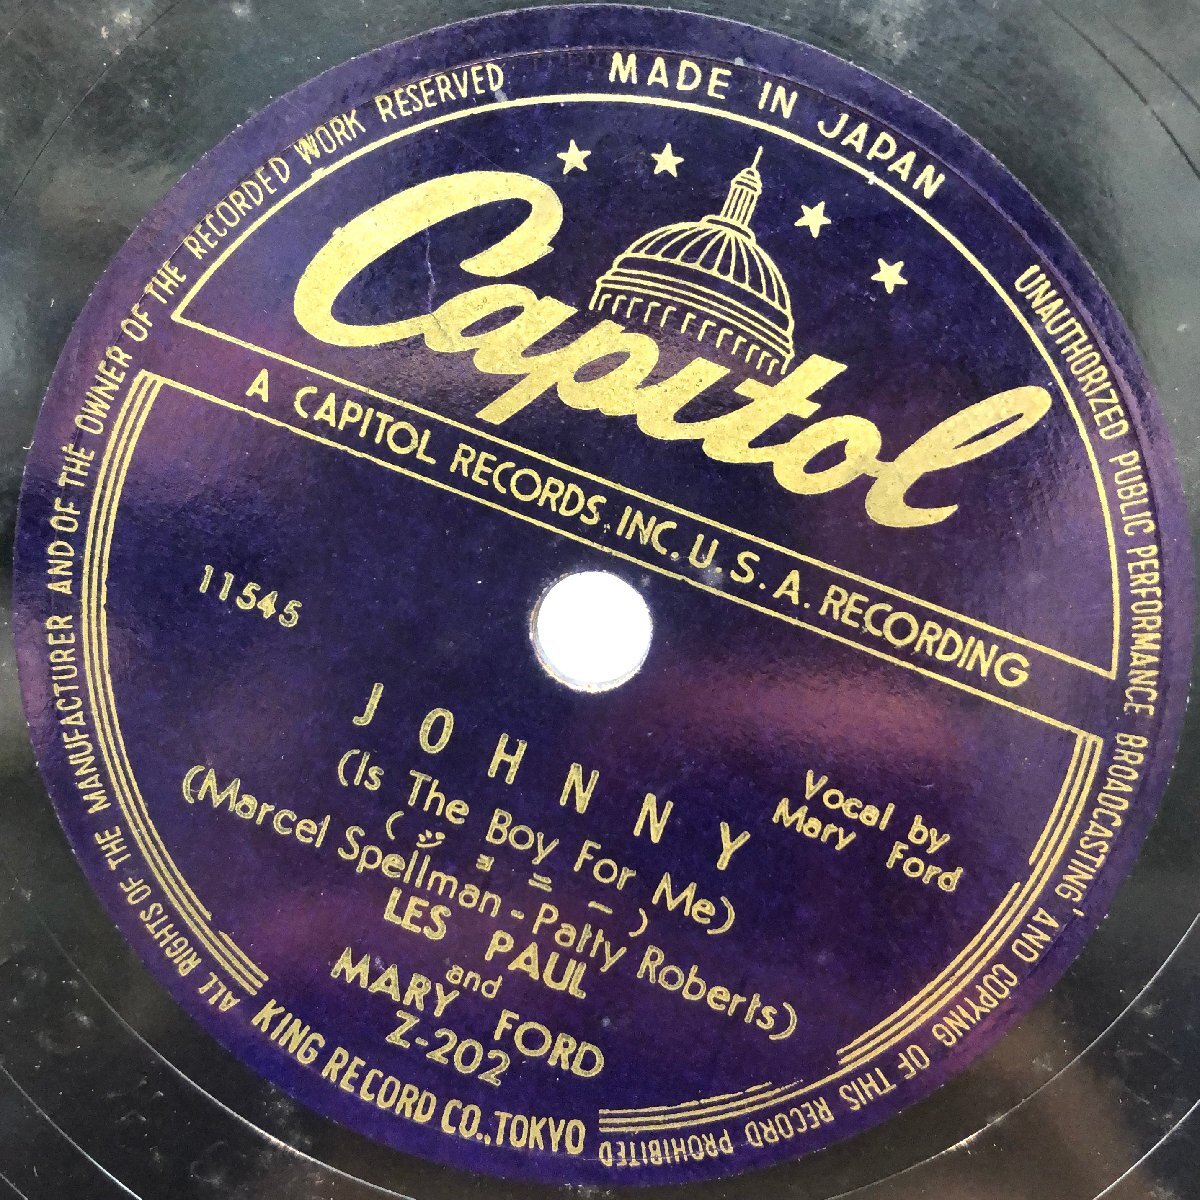 MADE IN JAPAN
Capitol
A CAPITOL RECORDS, INC. U. S. A. RECORDING
11545
JOHNNY
(Is The Boy For Me)
(ジョニー)
(Marcel Spellman - Patty Roberts)
Vocal by
Mary Ford
LES PAUL
and
MARY FORD
Z-202
KING RECORD CO., TOKYO
ALL RIGHTS OF THE MANUFACTURER AND OF THE OWNER OF THE RECORDED WORK RESERVED
UNAUTHORIZED PUBLIC PERFORMANCE BROADCASTING AND COPYING OF THIS RECORD PROHIBITED